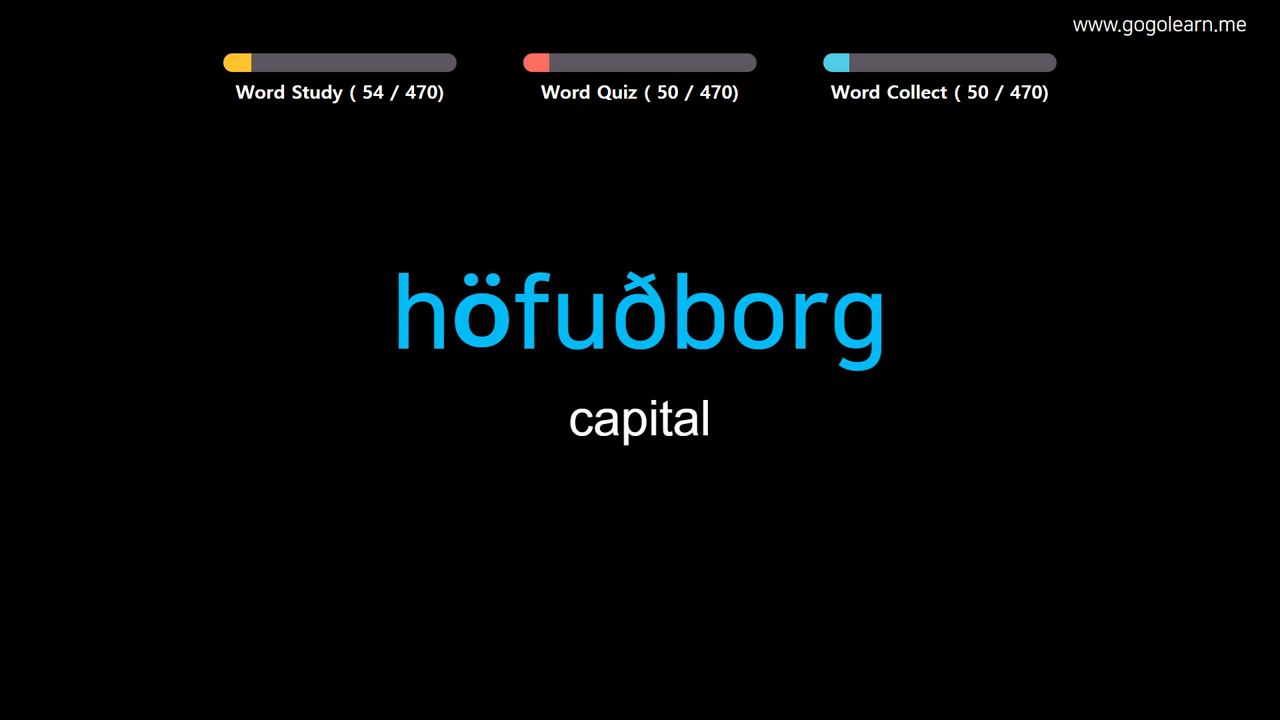 www.gogolearn.me
Word Study ( 54 / 470)
Word Quiz ( 50 / 470)
Word Collect ( 50 / 470)
höfuðborg
capital